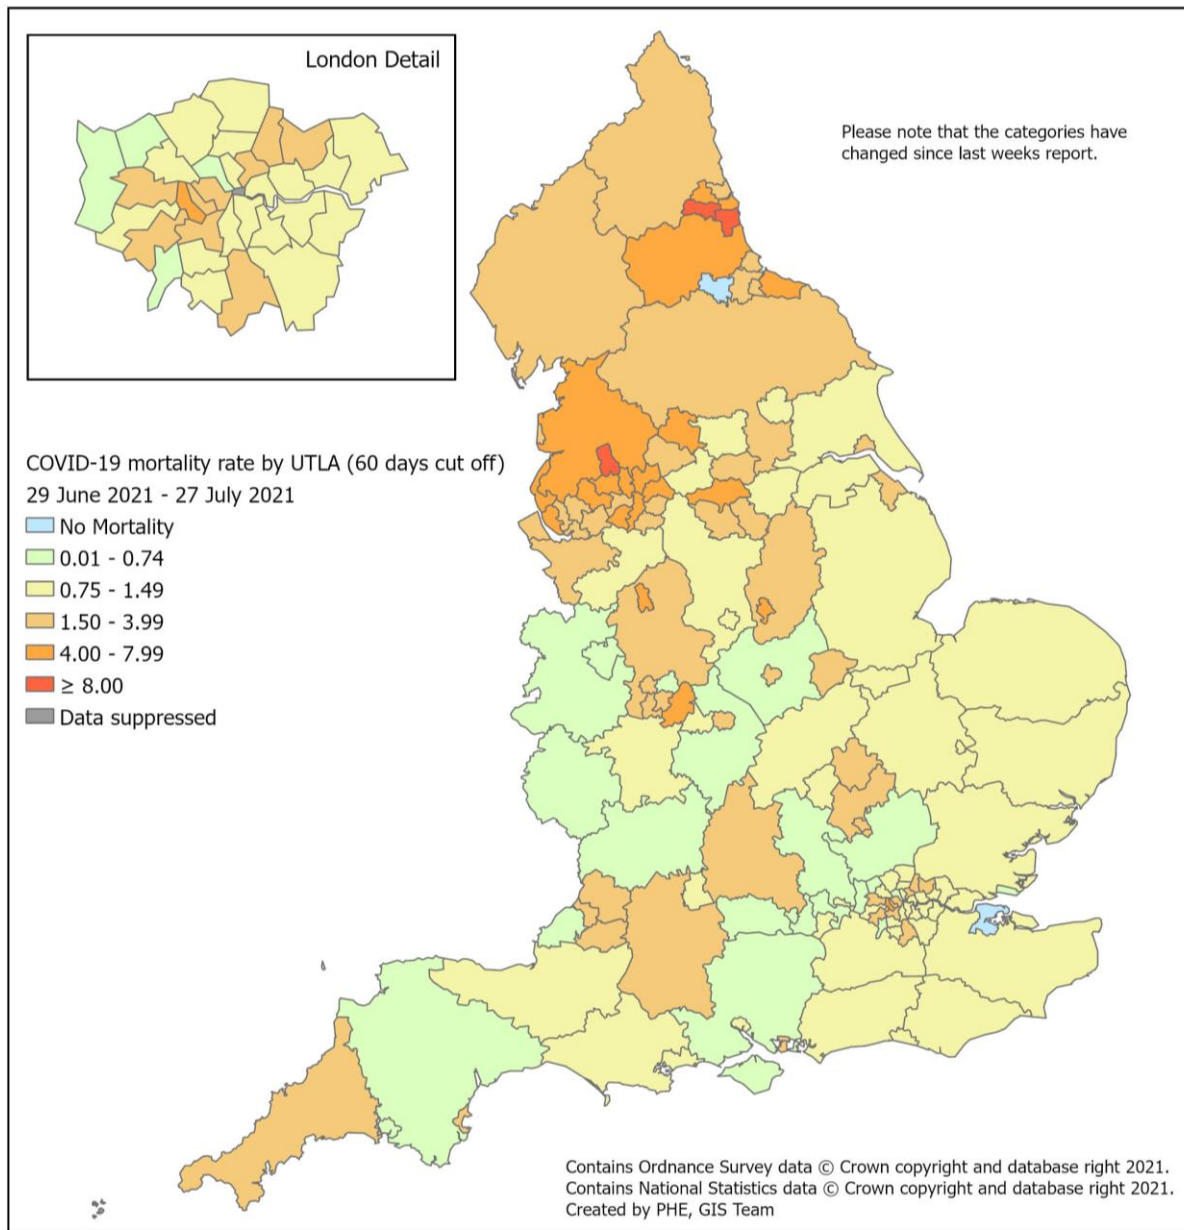 London Detail
Please note that the categories have
changed since last weeks report.
COVID-19 mortality rate by UTLA (60 days cut off)
29 June 2021 - 27 July 2021
No Mortality
0.01 - 0.74
0.75 - 1.49
1.50 - 3.99
4.00 - 7.99
≥ 8.00
Data suppressed
Contains Ordnance Survey data © Crown copyright and database right 2021.
Contains National Statistics data © Crown copyright and database right 2021.
Created by PHE, GIS Team